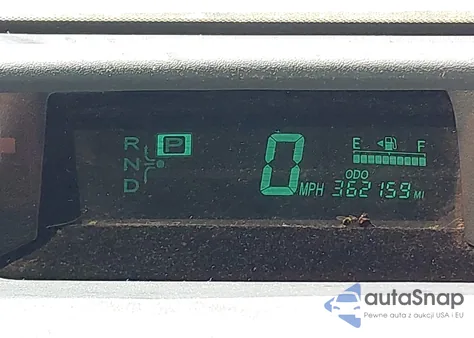 R P
N
D
0 MPH
E F
ODO
362159 MI
autaSnap
Pewne auta z aukcji USA i EU